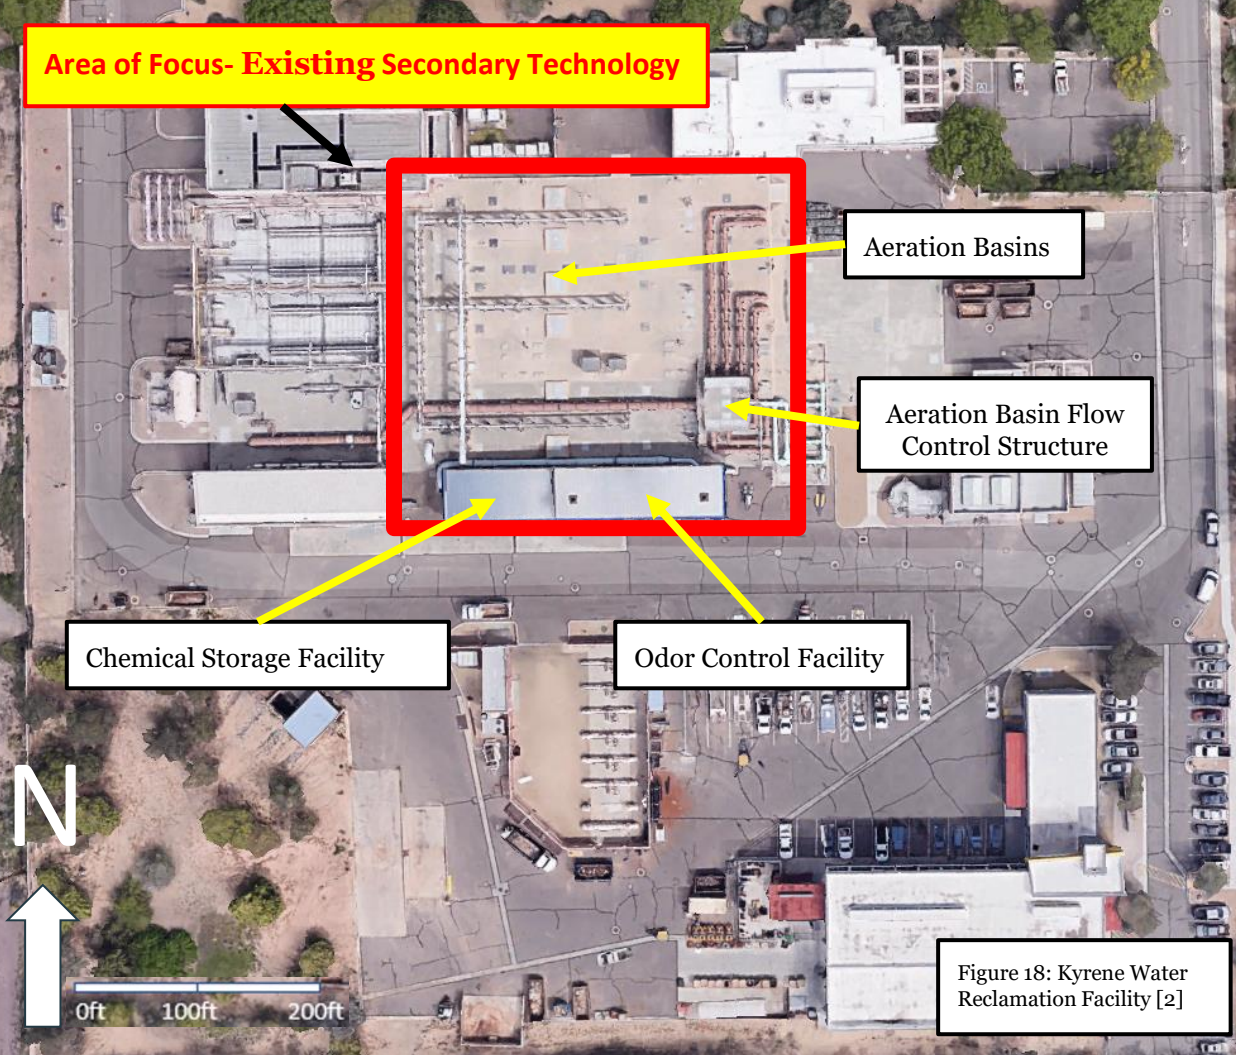 Area of Focus- Existing Secondary Technology
Aeration Basins
Aeration Basin Flow
Control Structure
Chemical Storage Facility
Odor Control Facility
N
0ft 100ft 200ft
Figure 18: Kyrene Water
Reclamation Facility [2]